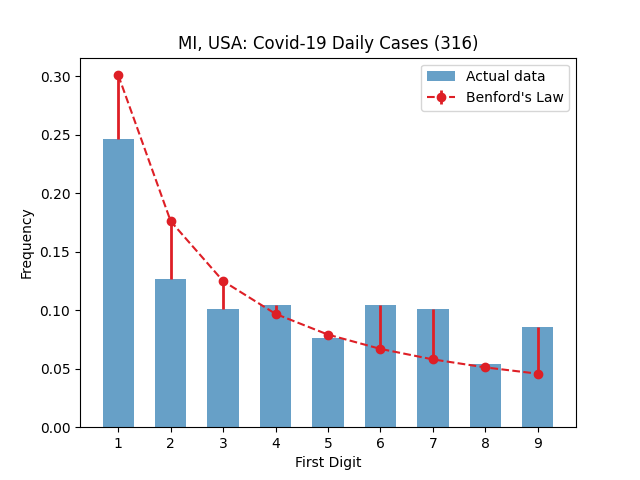 MI, USA: Covid-19 Daily Cases (316)
Actual data
Benford's Law
0.30
0.25
0.20
0.15
0.10
0.05
0.00
Frequency
1 2 3 4 5 6 7 8 9
First Digit